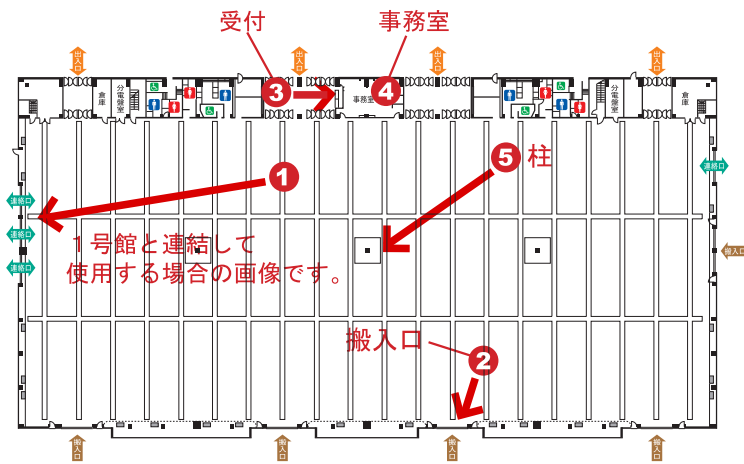 受付
事務室
出入口
出入口
出入口
出入口
倉庫
分電盤室
3
事務室
4
分電盤室
倉庫
5
柱
1
連絡口
連絡口
連絡口
連絡口
１号館と連結して
使用する場合の画像です。
搬入口
搬入口
2
搬入口
搬入口
搬入口
搬入口